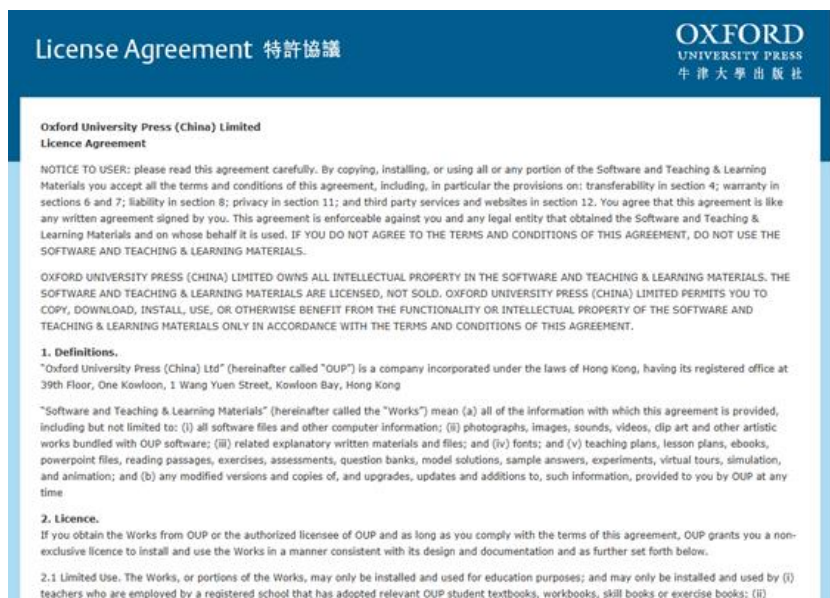 License Agreement 特許協議
OXFORD
UNIVERSITY PRESS
牛津大學出版社
Oxford University Press (China) Limited
Licence Agreement
NOTICE TO USER: please read this agreement carefully. By copying, installing, or using all or any portion of the Software and Teaching & Learning
Materials you accept all the terms and conditions of this agreement, including, in particular the provisions on: transferability in section 4; warranty in
sections 6 and 7; liability in section 8; privacy in section 11; and third party services and websites in section 12. You agree that this agreement is like
any written agreement signed by you. This agreement is enforceable against you and any legal entity that obtained the Software and Teaching &
Learning Materials and on whose behalf it is used. IF YOU DO NOT AGREE TO THE TERMS AND CONDITIONS OF THIS AGREEMENT, DO NOT USE THE
SOFTWARE AND TEACHING & LEARNING MATERIALS.
OXFORD UNIVERSITY PRESS (CHINA) LIMITED OWNS ALL INTELLECTUAL PROPERTY IN THE SOFTWARE AND TEACHING & LEARNING MATERIALS. THE
SOFTWARE AND TEACHING & LEARNING MATERIALS ARE LICENSED, NOT SOLD. OXFORD UNIVERSITY PRESS (CHINA) LIMITED PERMITS YOU TO
COPY, DOWNLOAD, INSTALL, USE, OR OTHERWISE BENEFIT FROM THE FUNCTIONALITY OR INTELLECTUAL PROPERTY OF THE SOFTWARE AND
TEACHING & LEARNING MATERIALS ONLY IN ACCORDANCE WITH THE TERMS AND CONDITIONS OF THIS AGREEMENT.
1. Definitions.
"Oxford University Press (China) Ltd" (hereinafter called "OUP") is a company incorporated under the laws of Hong Kong, having its registered office at
39th Floor, One Kowloon, 1 Wang Yuen Street, Kowloon Bay, Hong Kong
"Software and Teaching & Learning Materials" (hereinafter called the "Works") mean (a) all of the information with which this agreement is provided,
including but not limited to: (i) all software files and other computer information; (ii) photographs, images, sounds, videos, clip art and other artistic
works bundled with OUP software; (iii) related explanatory written materials and files; and (iv) fonts; and (v) teaching plans, lesson plans, ebooks,
powerpoint files, reading passages, exercises, assessments, question banks, model solutions, sample answers, experiments, virtual tours, simulation,
and animation; and (b) any modified versions and copies of, and upgrades, updates and additions to, such information, provided to you by OUP at any
time
2. Licence.
If you obtain the Works from OUP or the authorized licensee of OUP and as long as you comply with the terms of this agreement, OUP grants you a non-
exclusive licence to install and use the Works in a manner consistent with its design and documentation and as further set forth below.
2.1 Limited Use. The Works, or portions of the Works, may only be installed and used for education purposes; and may only be installed and used by (i)
teachers who are employed by a registered school that has adopted relevant OUP student textbooks, workbooks, skill books or exercise books; (ii)